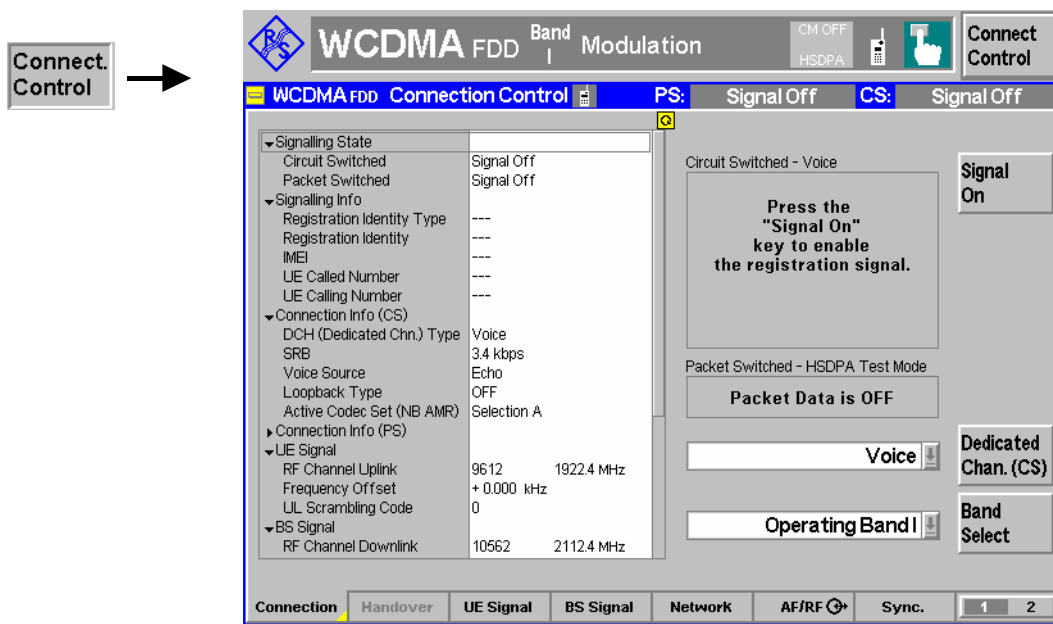 Connect.
Control
R S
WCDMA FDD Band I Modulation
CM OFF
HSDPA
Connect
Control
WCDMA FDD Connection Control PS: Signal Off CS: Signal Off
Signalling State
Circuit Switched Signal Off
Packet Switched Signal Off
Signalling Info
Registration Identity Type ---
Registration Identity ---
IMEI ---
UE Called Number ---
UE Calling Number ---
Connection Info (CS)
DCH (Dedicated Chn.) Type Voice
SRB 3.4 kbps
Voice Source Echo
Loopback Type OFF
Active Codec Set (NB AMR) Selection A
Connection Info (PS)
UE Signal
RF Channel Uplink 9612 1922.4 MHz
Frequency Offset + 0.000 kHz
UL Scrambling Code 0
BS Signal
RF Channel Downlink 10562 2112.4 MHz
Circuit Switched - Voice
Press the
"Signal On"
key to enable
the registration signal.
Packet Switched - HSDPA Test Mode
Packet Data is OFF
Voice
Operating Band I
Signal
On
Dedicated
Chan. (CS)
Band
Select
Connection Handover UE Signal BS Signal Network AF/RF Sync. 1 2